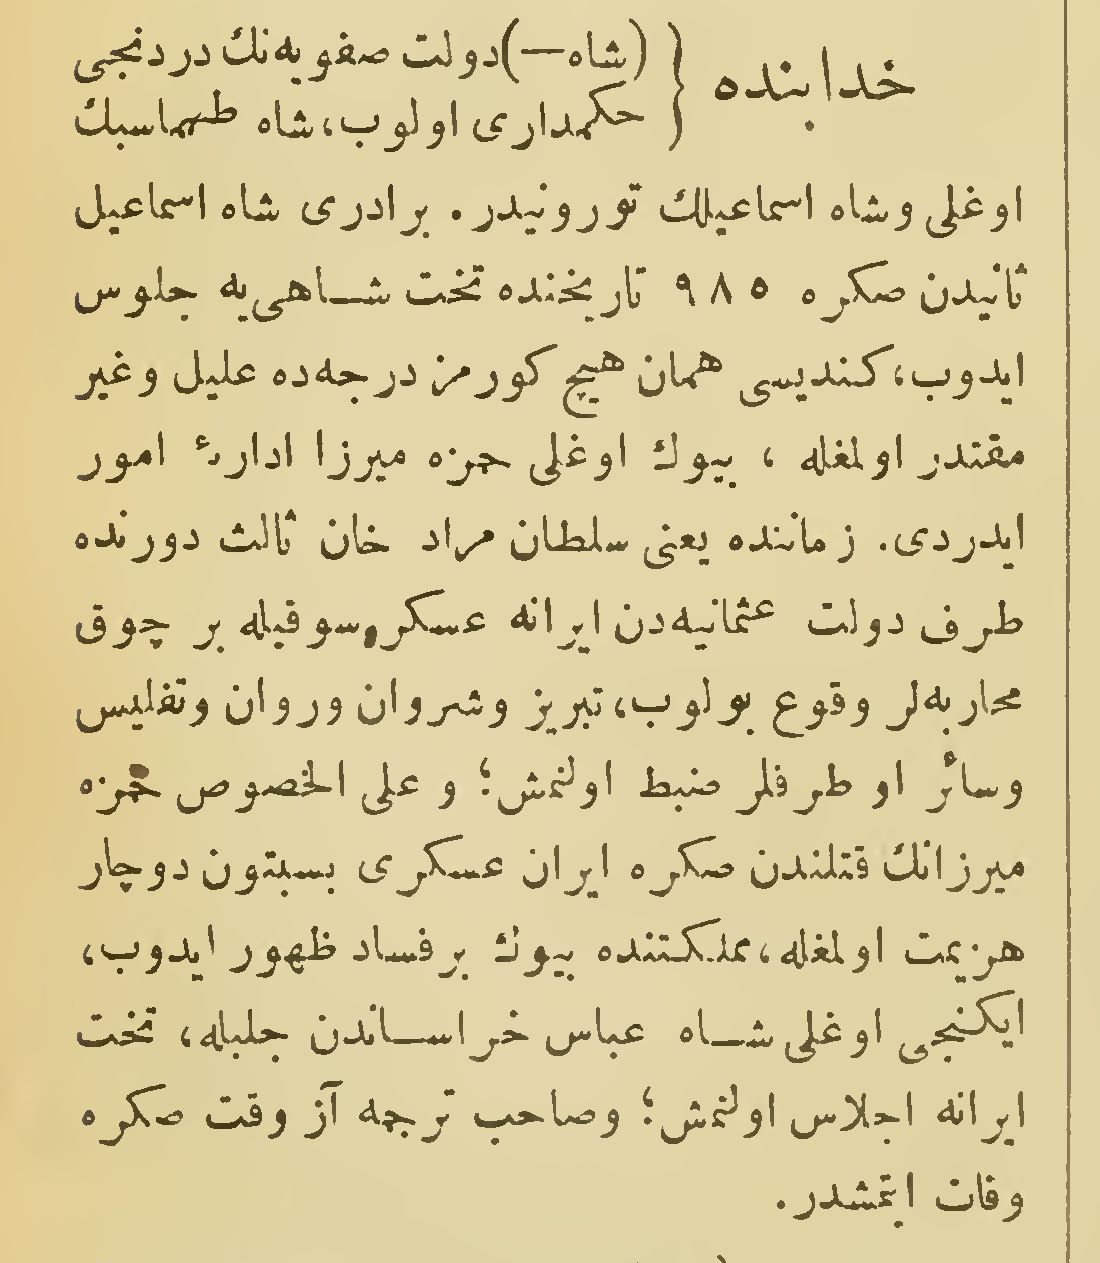 خدابنده { (شاه—) دولت صفویه‌نك دردنجی
حكمداری اولوب، شاه طهماسبك
اوغلی وشاه اسماعیلك تورونیدر. برادری شاه اسماعیل
ثانیدن صكره ٩٨٥ تاریخنده تخت شـاهی‌یه جلوس
ایدوب، كندیسی همان هیچ كورمز درجه‌ده علیل وغیر
مقتدر اولمغله ، بیوك اوغلی حمزه میرزا ادارۀ امور
ایدردی. زماننده یعنی سلطان مراد خان ثالث دورنده
طرف دولت عثمانیه‌دن ایرانه عسكر سوقیله بر چوق
محاربه‌لر وقوع بولوب، تبریز وشروان وروان وتفلیس
وسائر او طرفلر ضبط اولنمش؛ و علی الخصوص حمزه
میرزانك قتلندن صكره ایران عسكری بسبتون دوچار
هزیمت اولمغله، مملكتنده بیوك برفساد ظهور ایدوب،
ایكنجی اوغلی شـاه عباس خراسـاندن جلبله، تخت
ایرانه اجلاس اولنمش؛ وصاحب ترجمه آز وقت صكره
وفات ایتمشدر.